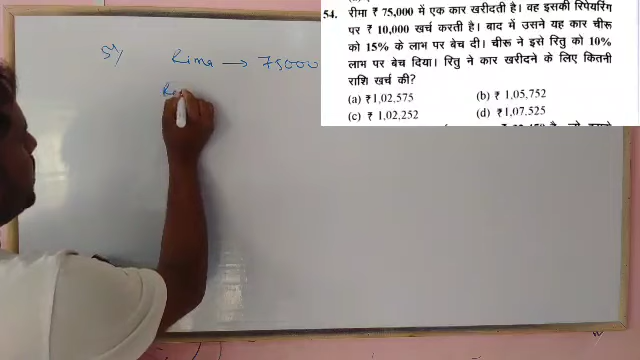 54. रीमा ₹ 75,000 में एक कार खरीदती है। वह इसकी रिपेयरिंग
पर ₹ 10,000 खर्च करती है। बाद में उसने यह कार चीरू
को 15% के लाभ पर बेच दी। चीरू ने इसे रितु को 10%
लाभ पर बेच दिया। रितु ने कार खरीदने के लिए कितनी
राशि खर्च की?
(a) ₹1,02,575 (b) ₹ 1,05,752
(c) ₹ 1,02,252 (d) ₹ 1,07,525
Rima → 75000